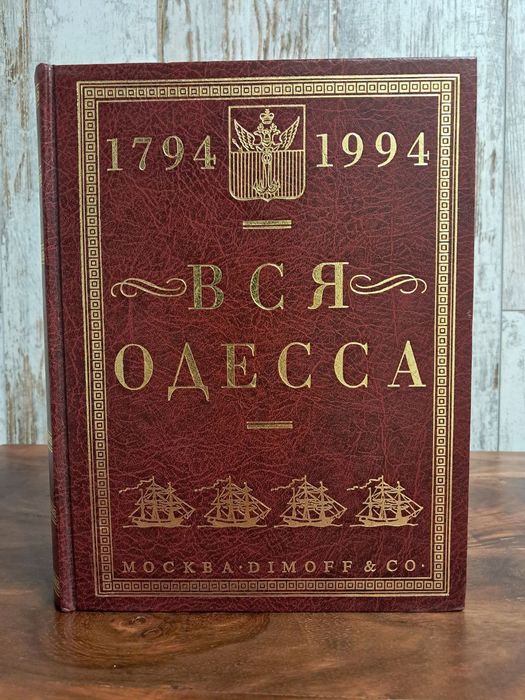 1794 1994
ВСЯ
ОДЕССА
МОСКВА · DIMOFF & CO ·